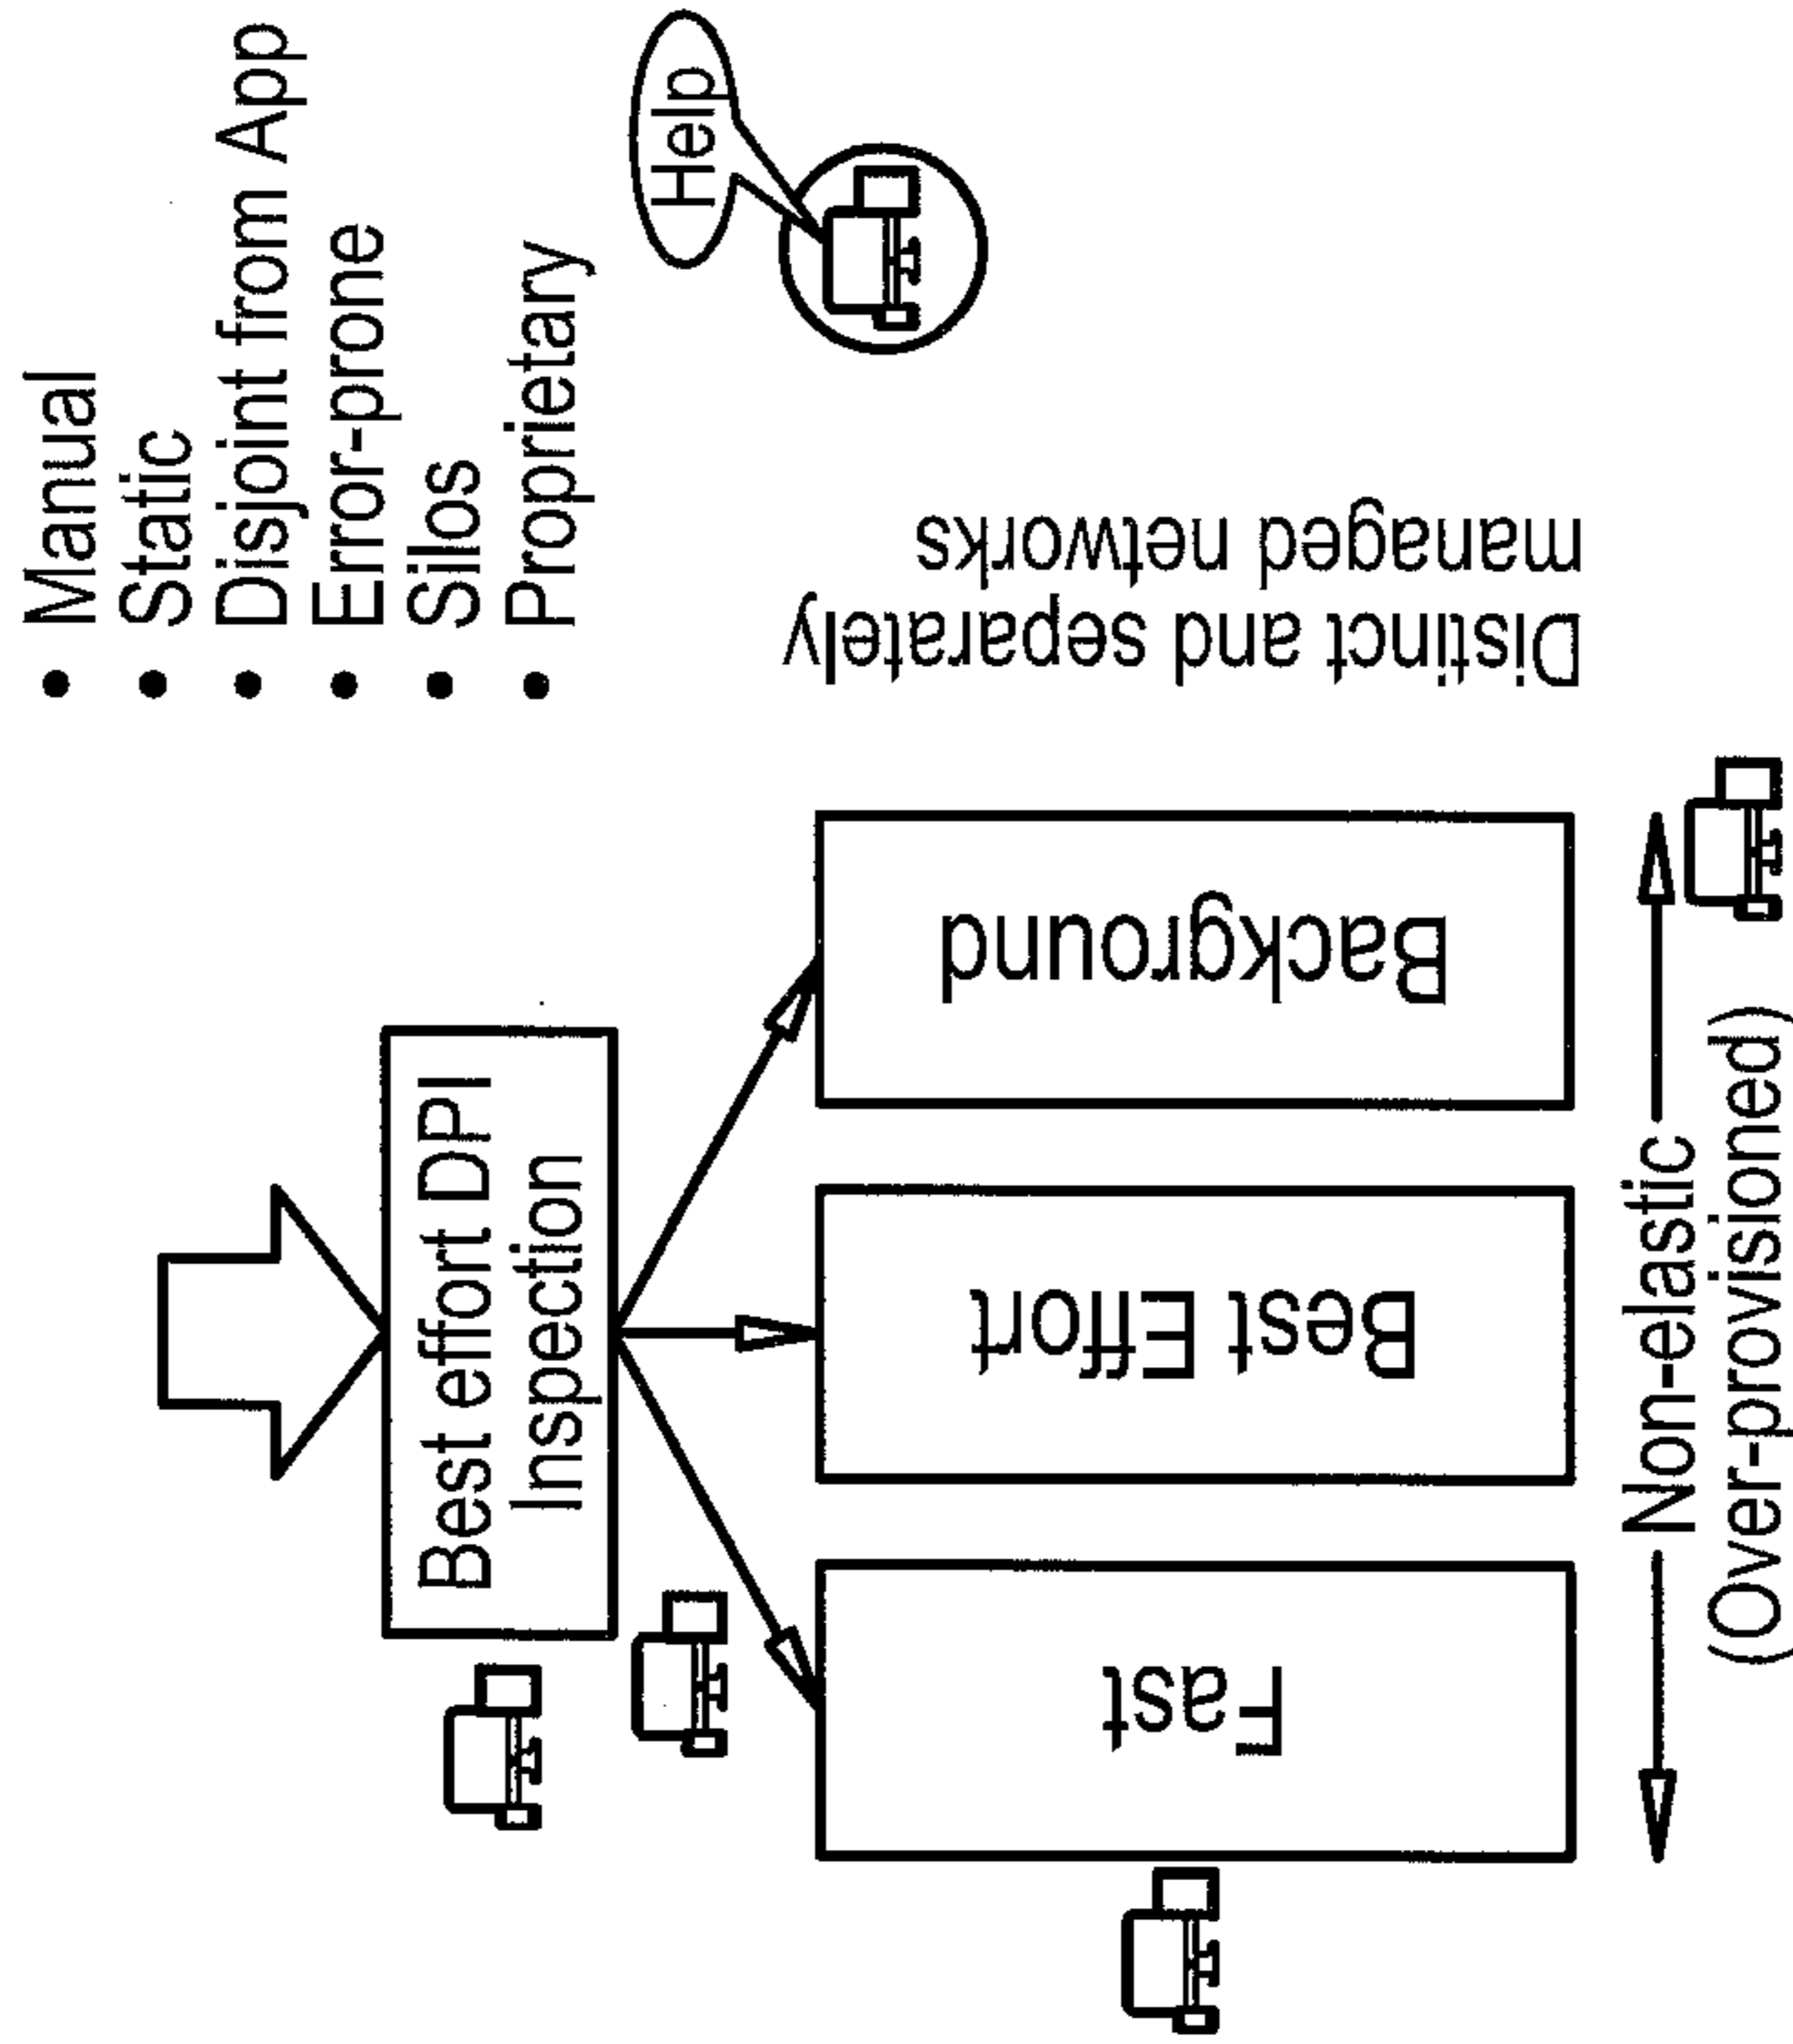 • Manual
• Static
• Disjoint from App
• Error-prone
• Silos
• Proprietary
Help
Best effort DPI
Inspection
Fast
Best Effort
Background
Distinct and separately
managed networks
Non-elastic
(Over-provisioned)